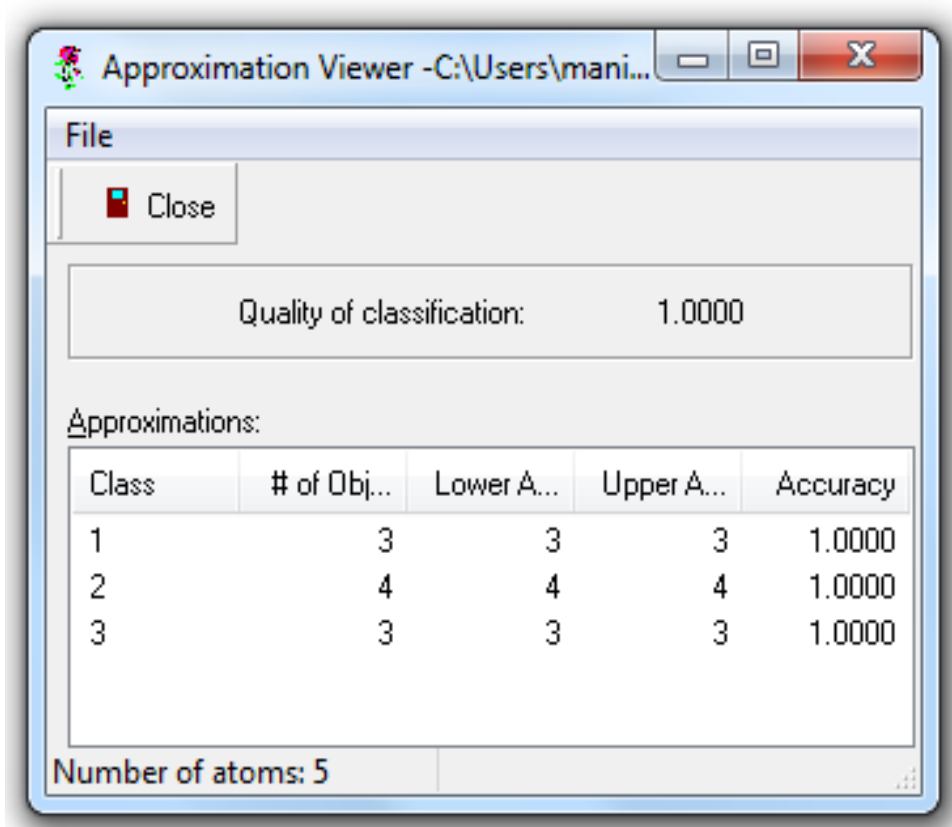 Approximation Viewer -C:\Users\mani...
File
Close
Quality of classification: 1.0000
Approximations:
Class # of Obj... Lower A... Upper A... Accuracy
1 3 3 3 1.0000
2 4 4 4 1.0000
3 3 3 3 1.0000
Number of atoms: 5